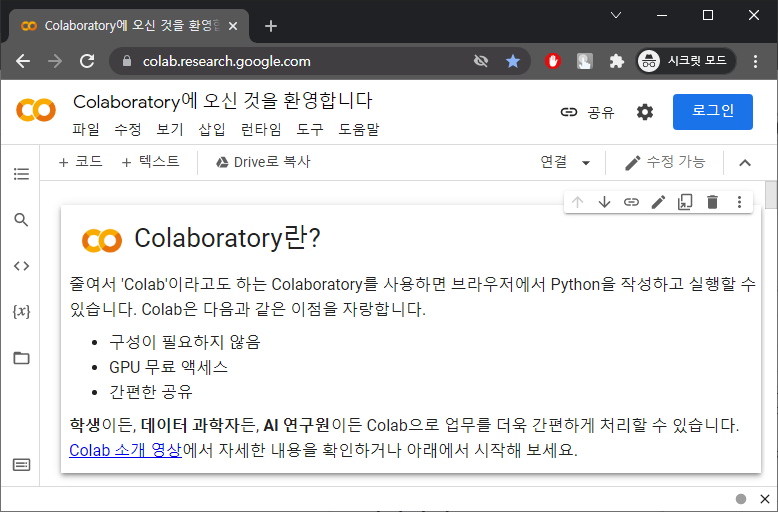 Colaboratory에 오신 것을 환영합
colab.research.google.com
시크릿 모드
Colaboratory에 오신 것을 환영합니다
공유
로그인
파일 수정 보기 삽입 런타임 도구 도움말
+ 코드 + 텍스트 Drive로 복사 연결 수정 가능
Colaboratory란?
줄여서 'Colab'이라고도 하는 Colaboratory를 사용하면 브라우저에서 Python을 작성하고 실행할 수
있습니다. Colab은 다음과 같은 이점을 자랑합니다.
• 구성이 필요하지 않음
• GPU 무료 액세스
• 간편한 공유
학생이든, 데이터 과학자든, AI 연구원이든 Colab으로 업무를 더욱 간편하게 처리할 수 있습니다.
Colab 소개 영상에서 자세한 내용을 확인하거나 아래에서 시작해 보세요.
{x}